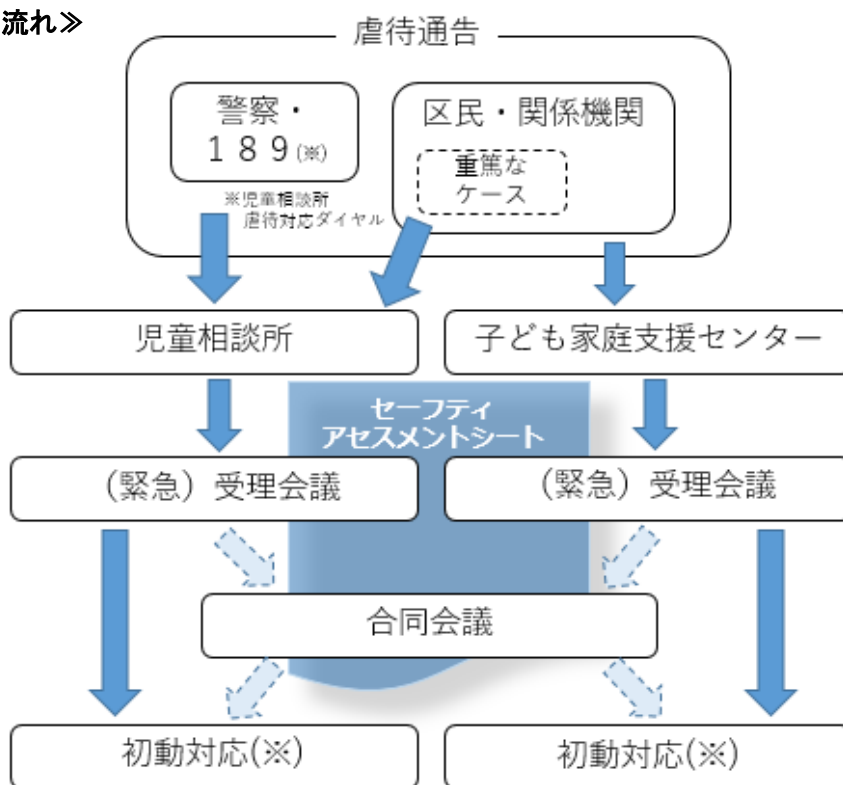 流れ≫
虐待通告
警察・
１８９(※)
区民・関係機関
重篤な
ケース
※児童相談所
虐待対応ダイヤル
児童相談所
子ども家庭支援センター
セーフティ
アセスメントシート
（緊急）受理会議
（緊急）受理会議
合同会議
初動対応(※)
初動対応(※)